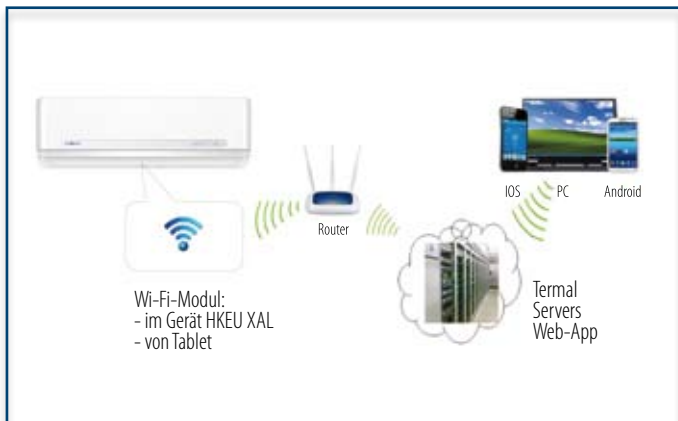 IOS
PC
Android
Router
Wi-Fi-Modul:
- im Gerät HKEU XAL
- von Tablet
Termal
Servers
Web-App